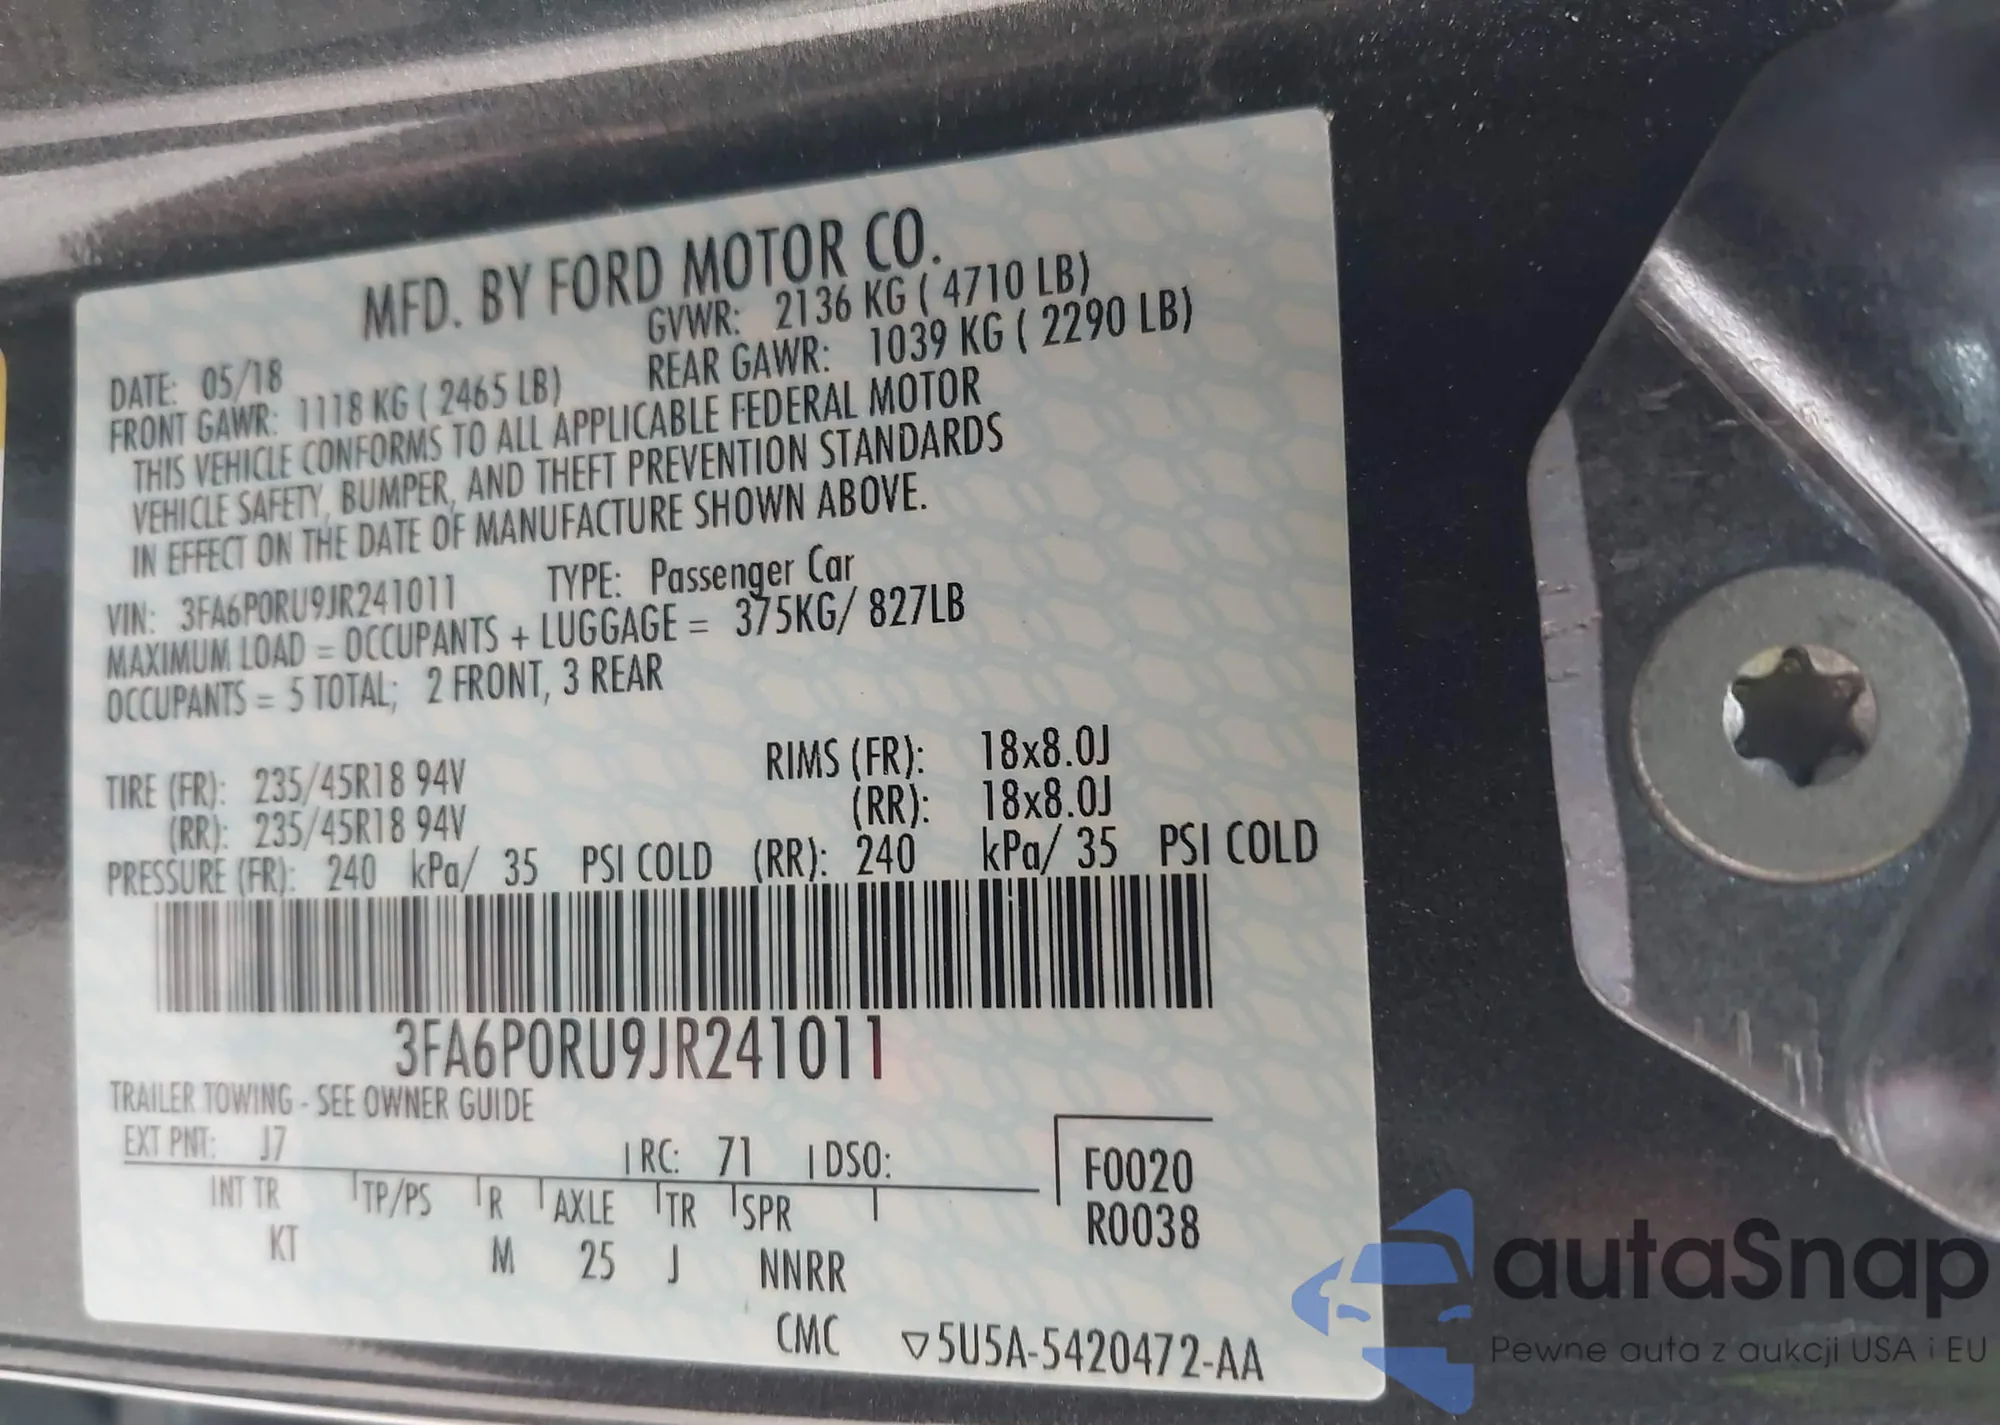 MFD. BY FORD MOTOR CO.
DATE: 05/18 GVWR: 2136 KG ( 4710 LB)
FRONT GAWR: 1118 KG ( 2465 LB) REAR GAWR: 1039 KG ( 2290 LB)
THIS VEHICLE CONFORMS TO ALL APPLICABLE FEDERAL MOTOR
VEHICLE SAFETY, BUMPER, AND THEFT PREVENTION STANDARDS
IN EFFECT ON THE DATE OF MANUFACTURE SHOWN ABOVE.
VIN: 3FA6P0RU9JR241011 TYPE: Passenger Car
MAXIMUM LOAD = OCCUPANTS + LUGGAGE = 375KG/ 827LB
OCCUPANTS = 5 TOTAL; 2 FRONT, 3 REAR
TIRE (FR): 235/45R18 94V RIMS (FR): 18x8.0J
(RR): 235/45R18 94V (RR): 18x8.0J
PRESSURE (FR): 240 kPa/ 35 PSI COLD (RR): 240 kPa/ 35 PSI COLD
3FA6P0RU9JR241011
TRAILER TOWING - SEE OWNER GUIDE
EXT PNT: J7 RC: 71 DSO: F0020
INT TR TP/PS R AXLE TR SPR R0038
KT M 25 J NNRR
CMC ▽5U5A-5420472-AA
autaSnap
Pewne auta z aukcji USA i EU